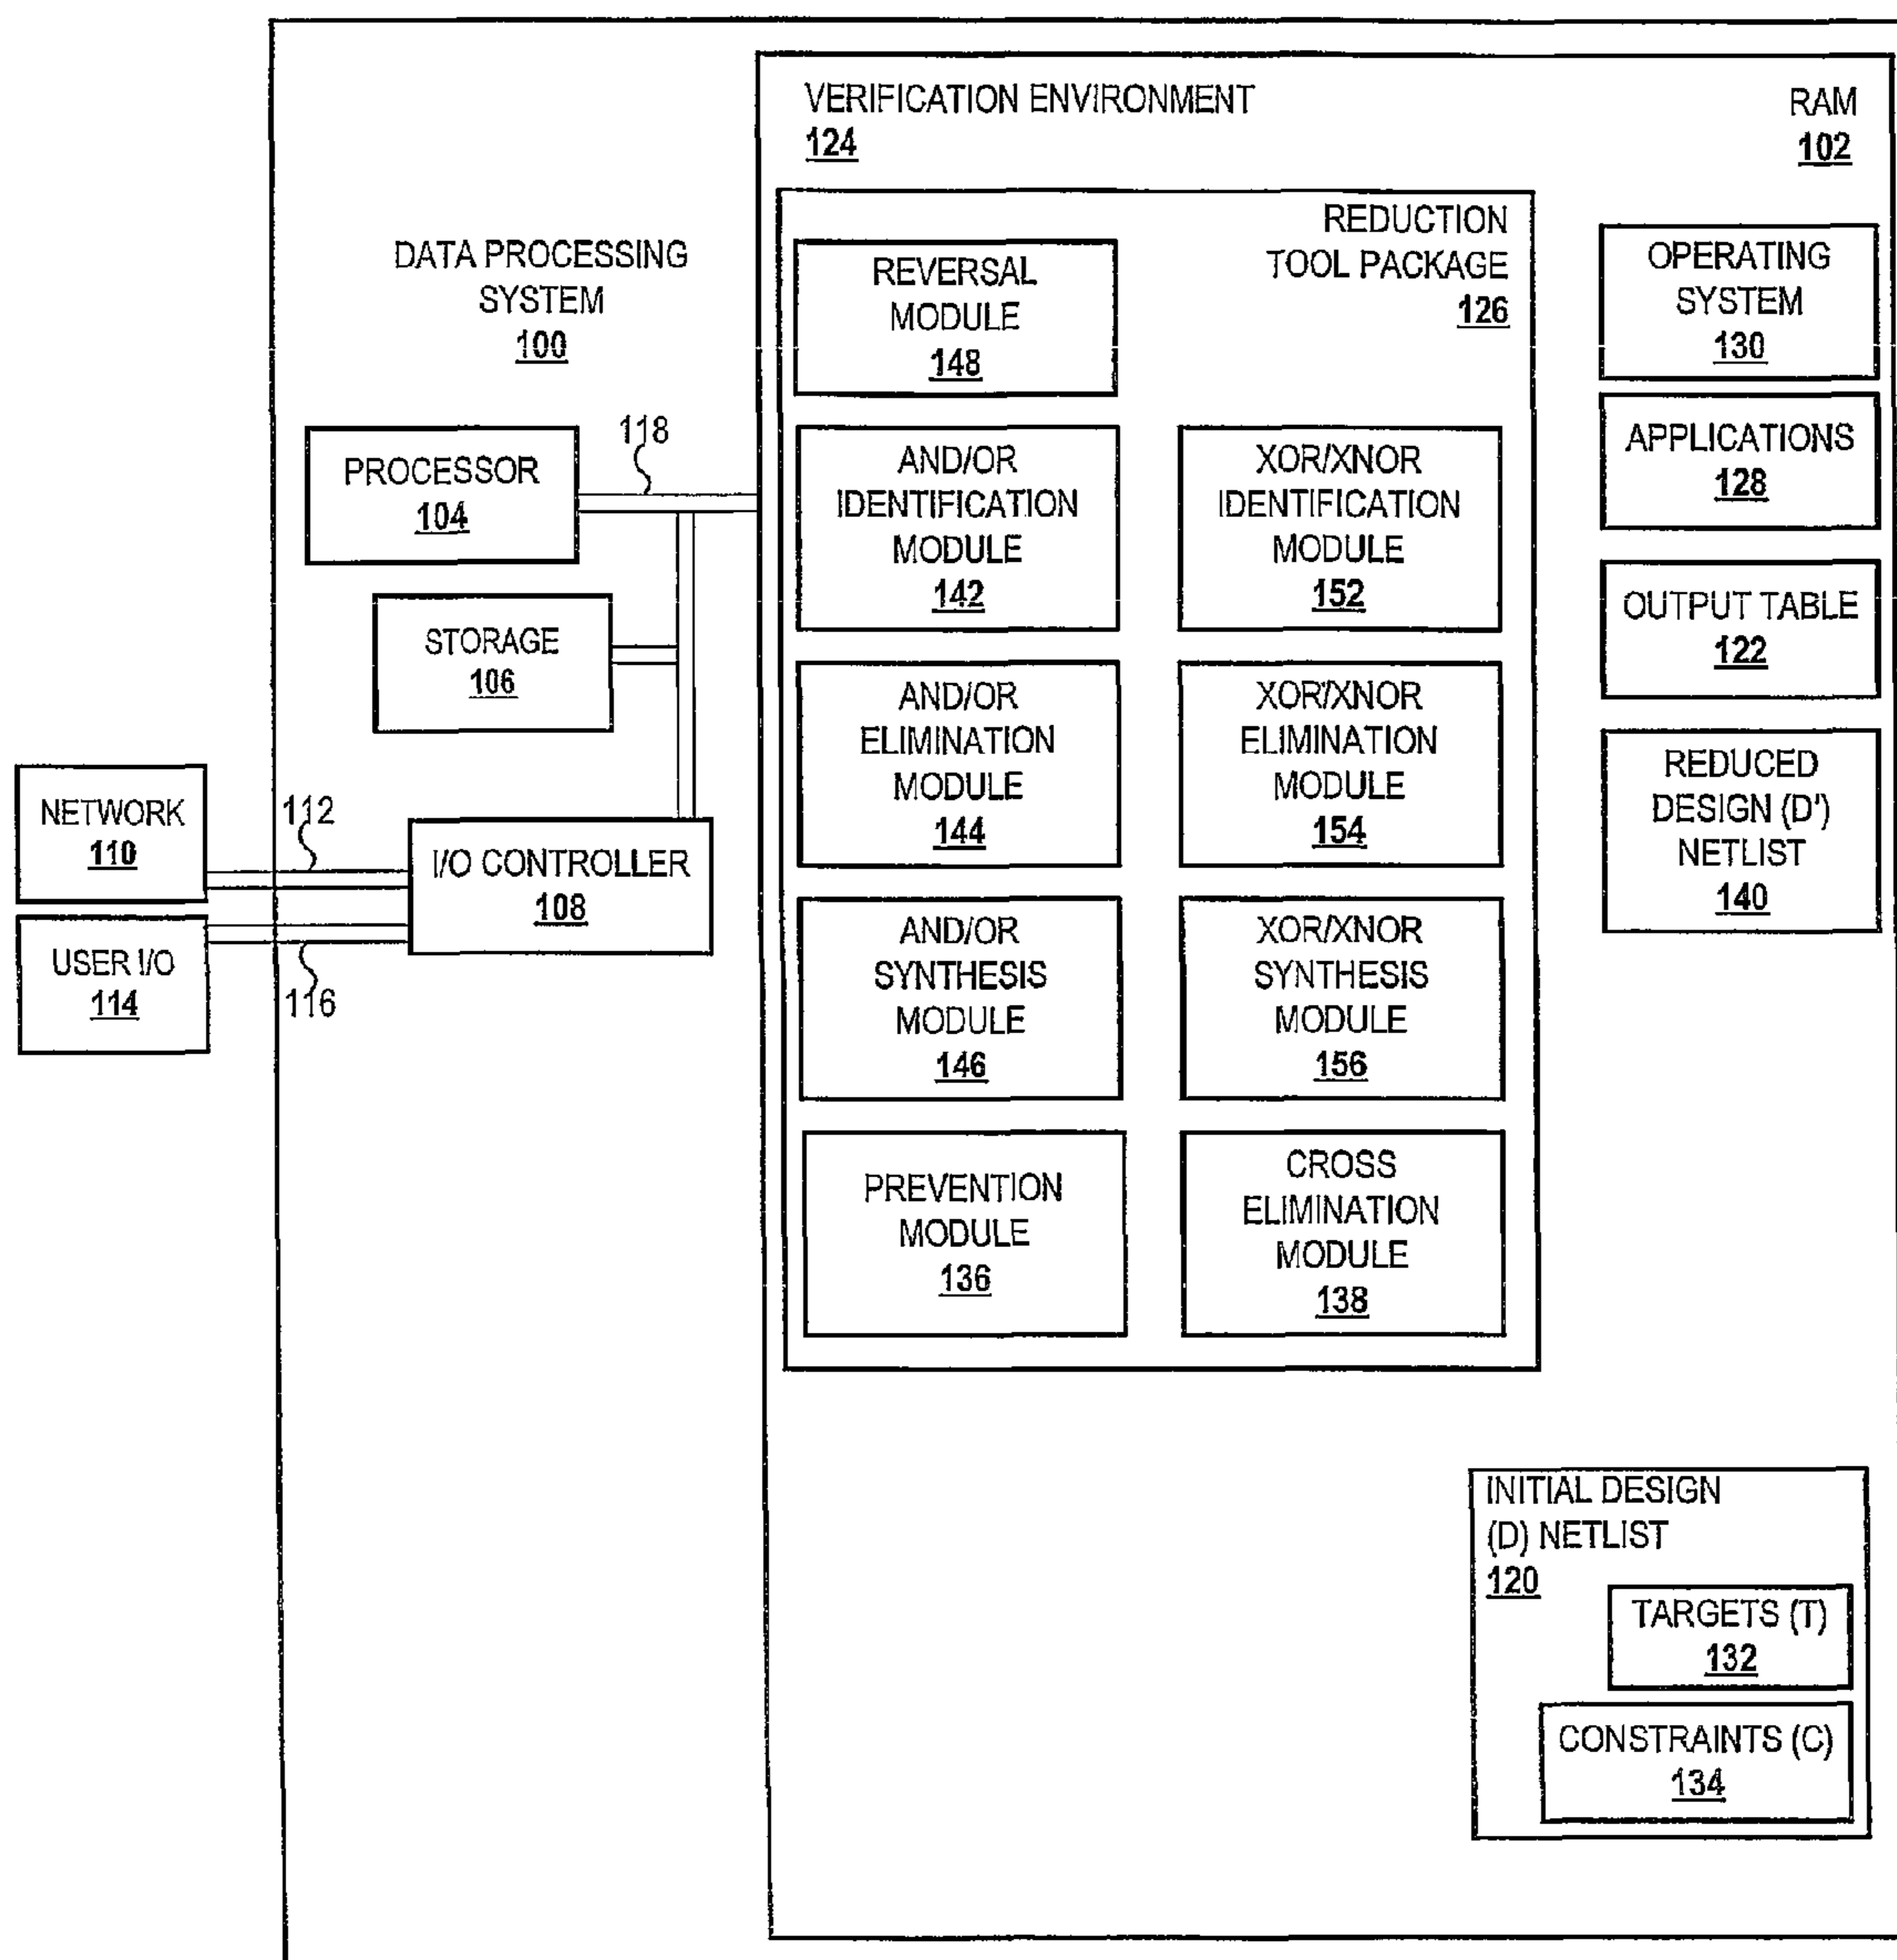 VERIFICATION ENVIRONMENT
124
RAM
102
DATA PROCESSING
SYSTEM
100
REDUCTION
TOOL PACKAGE
126
REVERSAL
MODULE
148
OPERATING
SYSTEM
130
APPLICATIONS
128
OUTPUT TABLE
122
REDUCED
DESIGN (D')
NETLIST
140
PROCESSOR
104
118
STORAGE
106
NETWORK
110
112
I/O CONTROLLER
108
USER I/O
114
116
AND/OR
IDENTIFICATION
MODULE
142
XOR/XNOR
IDENTIFICATION
MODULE
152
AND/OR
ELIMINATION
MODULE
144
XOR/XNOR
ELIMINATION
MODULE
154
AND/OR
SYNTHESIS
MODULE
146
XOR/XNOR
SYNTHESIS
MODULE
156
PREVENTION
MODULE
136
CROSS
ELIMINATION
MODULE
138
INITIAL DESIGN
(D) NETLIST
120
TARGETS (T)
132
CONSTRAINTS (C)
134